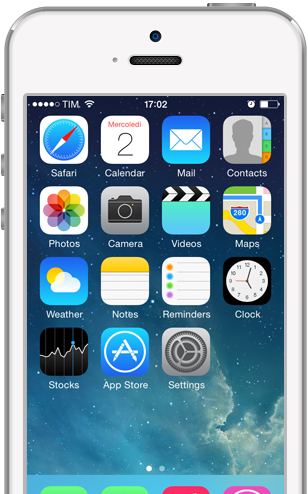 TIM 17:02
Mercoledì
2
Safari Calendar Mail Contacts
280
Photos Camera Videos Maps
Weather Notes Reminders Clock
Stocks App Store Settings